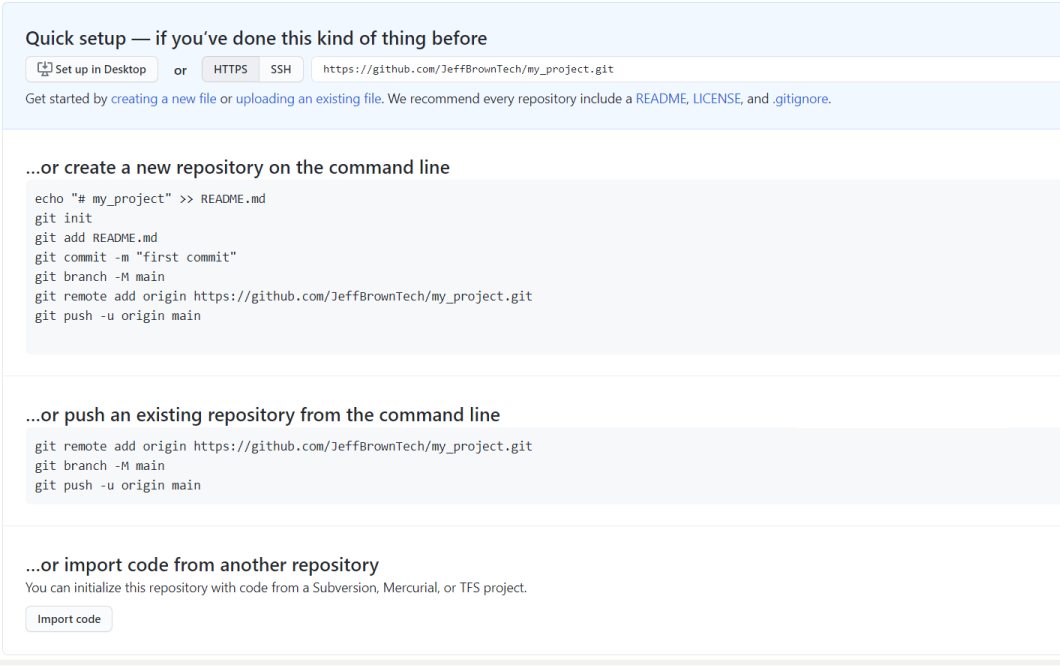 Quick setup — if you've done this kind of thing before
Set up in Desktop or HTTPS SSH https://github.com/JeffBrownTech/my_project.git
Get started by creating a new file or uploading an existing file. We recommend every repository include a README, LICENSE, and .gitignore.
...or create a new repository on the command line
echo "# my_project" >> README.md
git init
git add README.md
git commit -m "first commit"
git branch -M main
git remote add origin https://github.com/JeffBrownTech/my_project.git
git push -u origin main
...or push an existing repository from the command line
git remote add origin https://github.com/JeffBrownTech/my_project.git
git branch -M main
git push -u origin main
...or import code from another repository
You can initialize this repository with code from a Subversion, Mercurial, or TFS project.
Import code